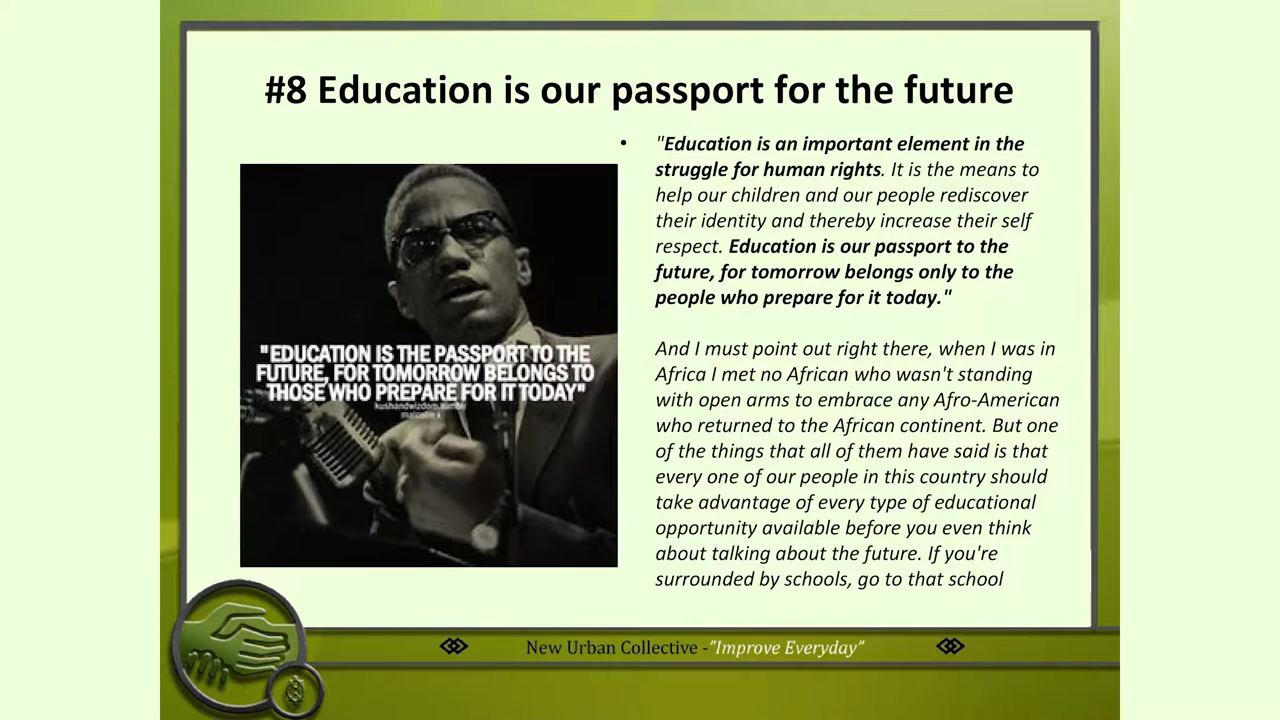 #8 Education is our passport for the future
• "Education is an important element in the
struggle for human rights. It is the means to
help our children and our people rediscover
their identity and thereby increase their self
respect. Education is our passport to the
future, for tomorrow belongs only to the
people who prepare for it today."
And I must point out right there, when I was in
Africa I met no African who wasn't standing
with open arms to embrace any Afro-American
who returned to the African continent. But one
of the things that all of them have said is that
every one of our people in this country should
take advantage of every type of educational
opportunity available before you even think
about talking about the future. If you're
surrounded by schools, go to that school
"EDUCATION IS THE PASSPORT TO THE
FUTURE, FOR TOMORROW BELONGS TO
THOSE WHO PREPARE FOR IT TODAY"
New Urban Collective -"Improve Everyday"